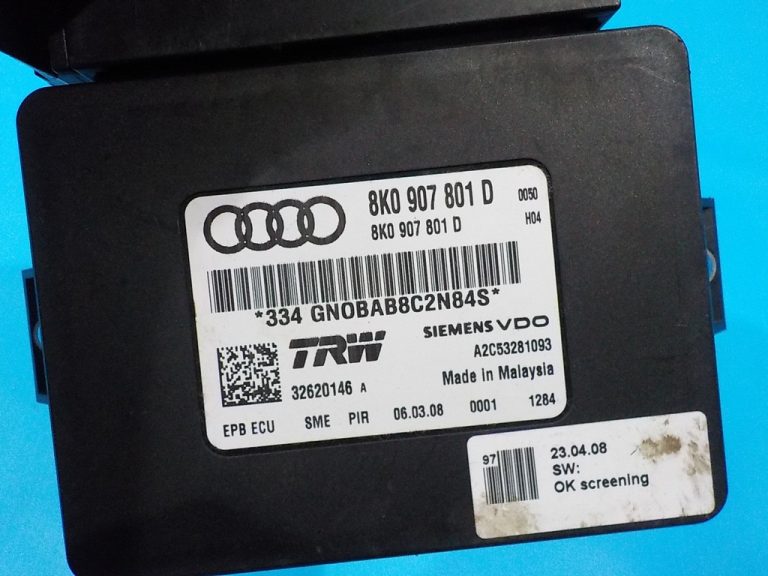 8K0 907 801 D 0050
8K0 907 801 D H04
*334 GNOBAB8C2N84S*
TRW SIEMENS VDO
A2C53281093
32620146 A Made in Malaysia
EPB ECU SME PIR 06.03.08 0001 1284
97 23.04.08
SW:
OK screening